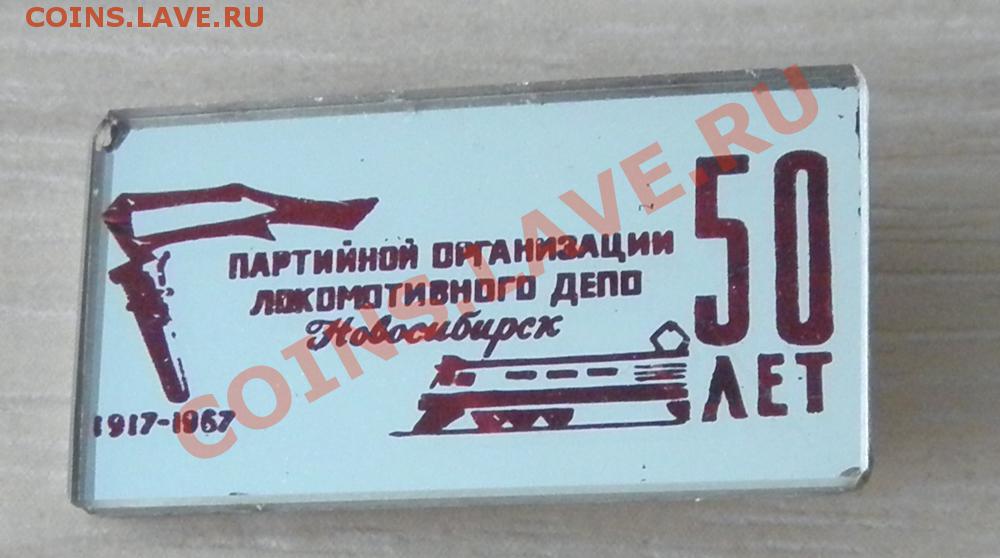 COINS.LAVE.RU
COINS.LAVE.RU
50
ЛЕТ
ПАРТИЙНОЙ ОРГАНИЗАЦИИ
ЛОКОМОТИВНОГО ДЕПО
Новосибирск
1917-1967